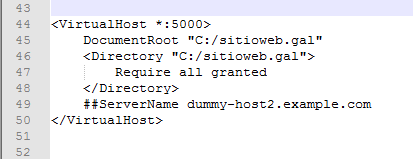 43
44 <VirtualHost *:5000>
45 DocumentRoot "C:/sitioweb.gal"
46 <Directory "C:/sitioweb.gal">
47 Require all granted
48 </Directory>
49 ##ServerName dummy-host2.example.com
50 </VirtualHost>
51
52